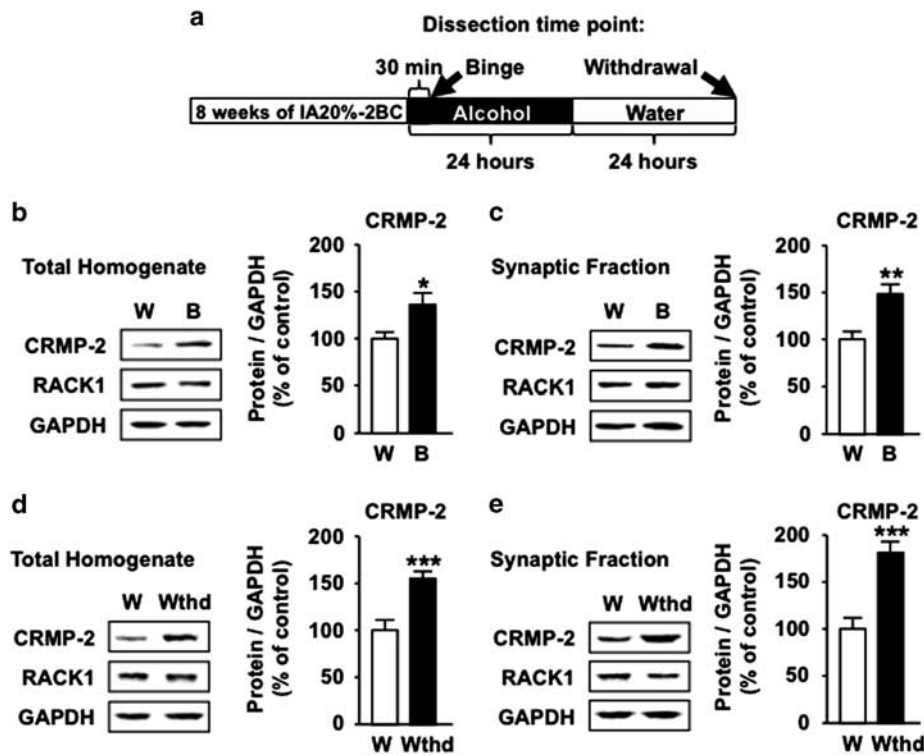 a
Dissection time point:
30 min Binge Withdrawal
8 weeks of IA20%-2BC Alcohol Water
24 hours 24 hours
b
CRMP-2
Total Homogenate
W B
CRMP-2
RACK1
GAPDH
Protein / GAPDH
(% of control)
200
150
100
50
0
*
W B
c
CRMP-2
Synaptic Fraction
W B
CRMP-2
RACK1
GAPDH
Protein / GAPDH
(% of control)
200
150
100
50
0
**
W B
d
CRMP-2
Total Homogenate
W Wthd
CRMP-2
RACK1
GAPDH
Protein / GAPDH
(% of control)
200
150
100
50
0
***
W Wthd
e
CRMP-2
Synaptic Fraction
W Wthd
CRMP-2
RACK1
GAPDH
Protein / GAPDH
(% of control)
200
150
100
50
0
***
W Wthd